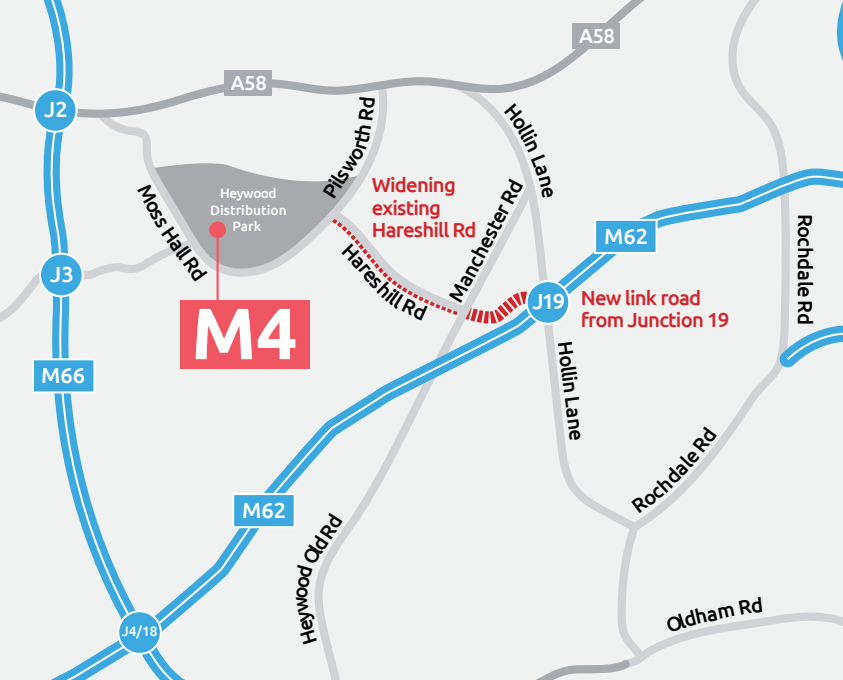 A58
A58
J2
Pilsworth Rd
Hollin Lane
Heywood
Distribution
Park
Widening
existing
Hareshill Rd
Moss Hall Rd
Manchester Rd
M62
Rochdale Rd
J3
Hareshill Rd
J19
New link road
from Junction 19
M4
M66
Hollin Lane
Rochdale Rd
M62
Heywood Old Rd
Oldham Rd
J4/18